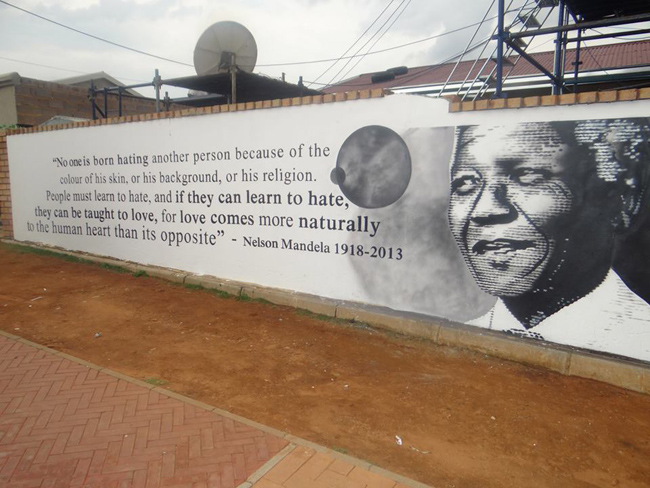 “No one is born hating another person because of the
colour of his skin, or his background, or his religion.
People must learn to hate, and if they can learn to hate,
they can be taught to love, for love comes more naturally
to the human heart than its opposite” - Nelson Mandela 1918-2013